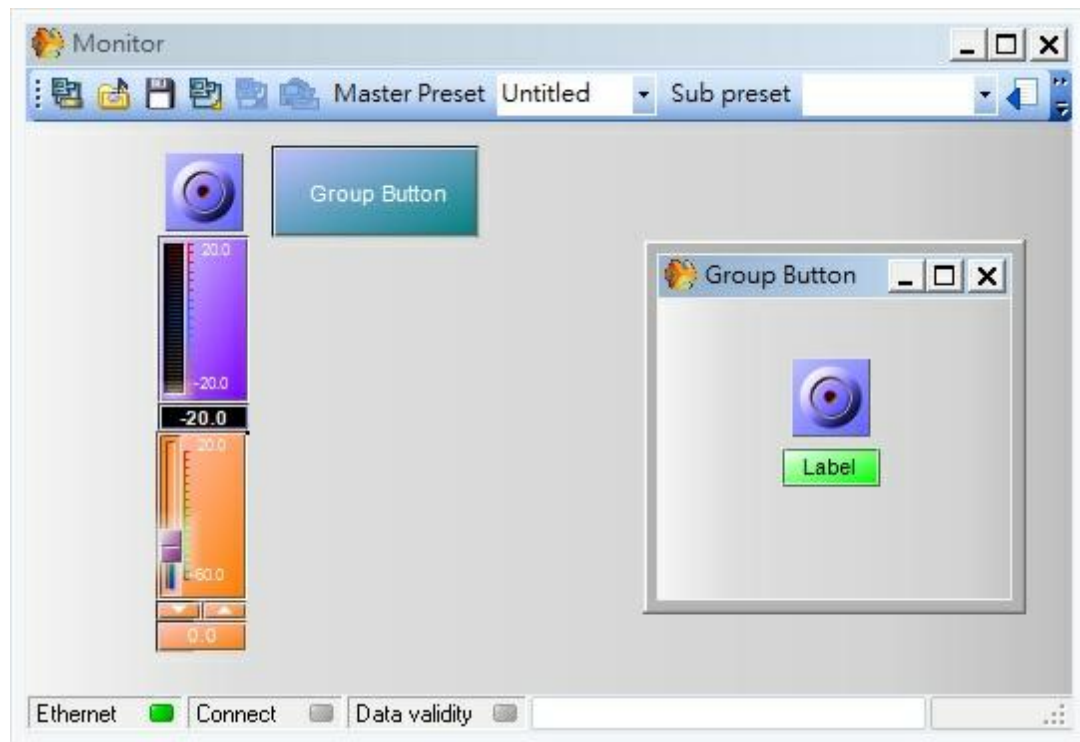 Monitor
Master Preset Untitled Sub preset
Group Button
20.0
-20.0
-20.0
20.0
-60.0
0.0
Group Button
Label
Ethernet Connect Data validity